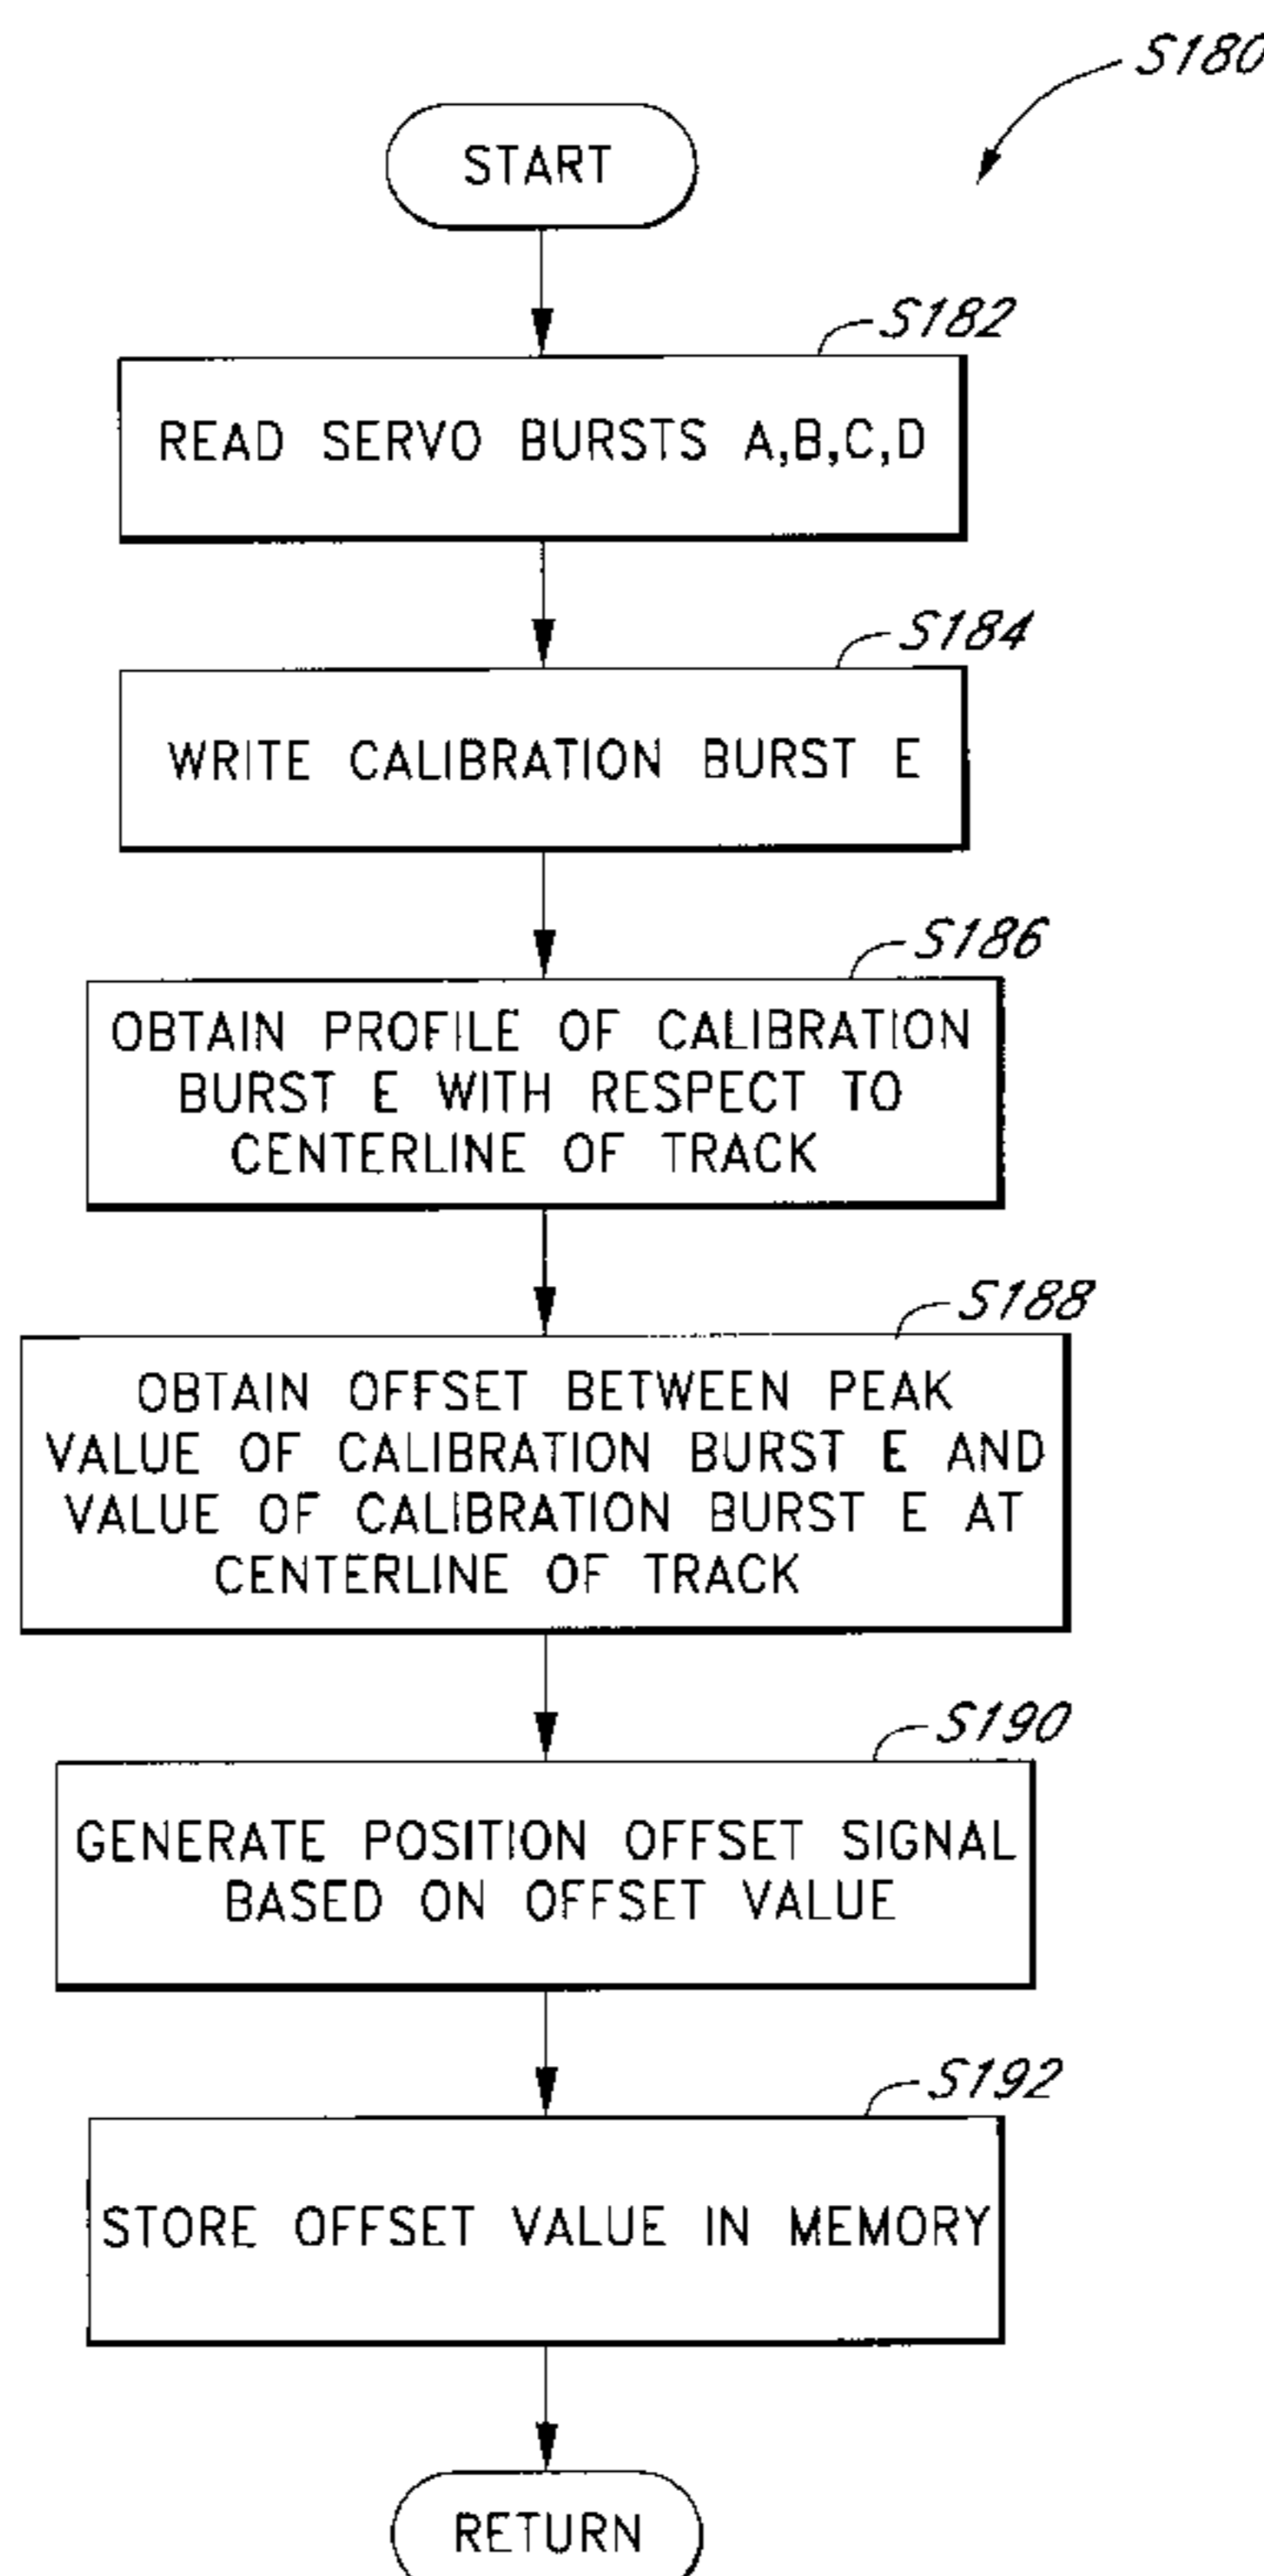 S180
START
S182
READ SERVO BURSTS A,B,C,D
S184
WRITE CALIBRATION BURST E
S186
OBTAIN PROFILE OF CALIBRATION
BURST E WITH RESPECT TO
CENTERLINE OF TRACK
S188
OBTAIN OFFSET BETWEEN PEAK
VALUE OF CALIBRATION BURST E AND
VALUE OF CALIBRATION BURST E AT
CENTERLINE OF TRACK
S190
GENERATE POSITION OFFSET SIGNAL
BASED ON OFFSET VALUE
S192
STORE OFFSET VALUE IN MEMORY
RETURN